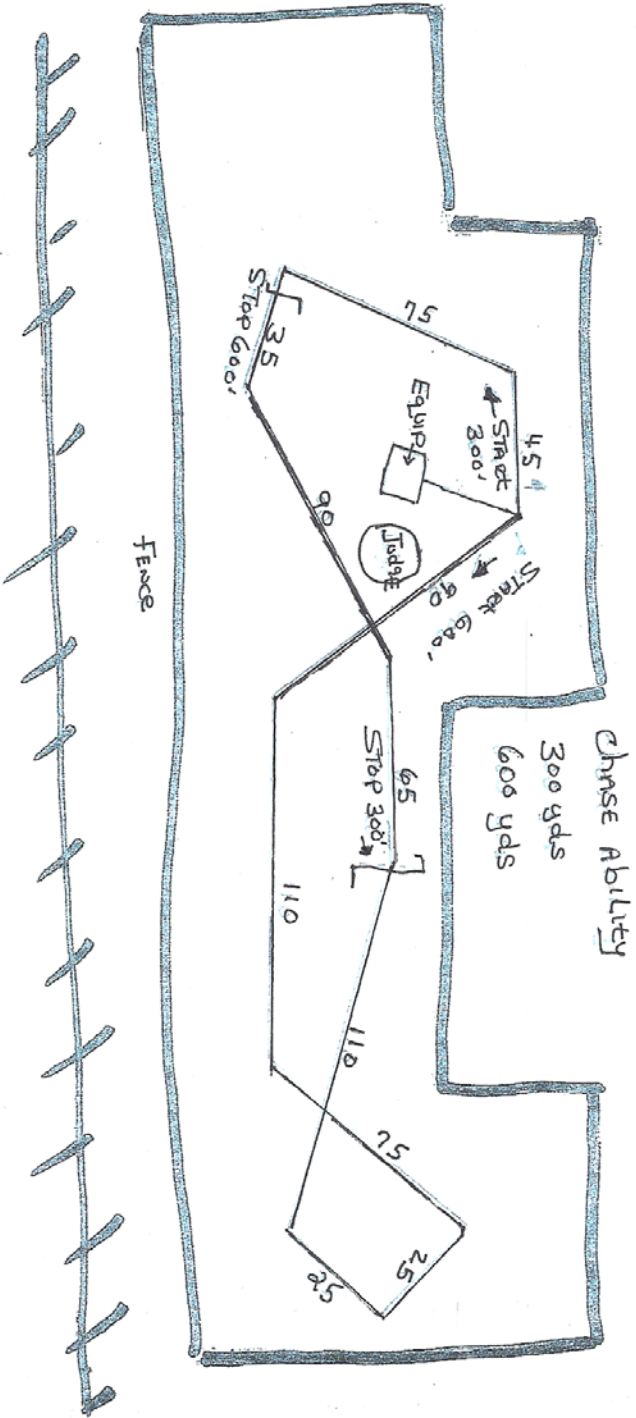 Chase Ability
300 yds
600 yds
45
START
300'
75
EQUIP
START 600'
90
Judge
STOP 600'
35
90
65
STOP 300'
110
110
75
25
25
FENCE